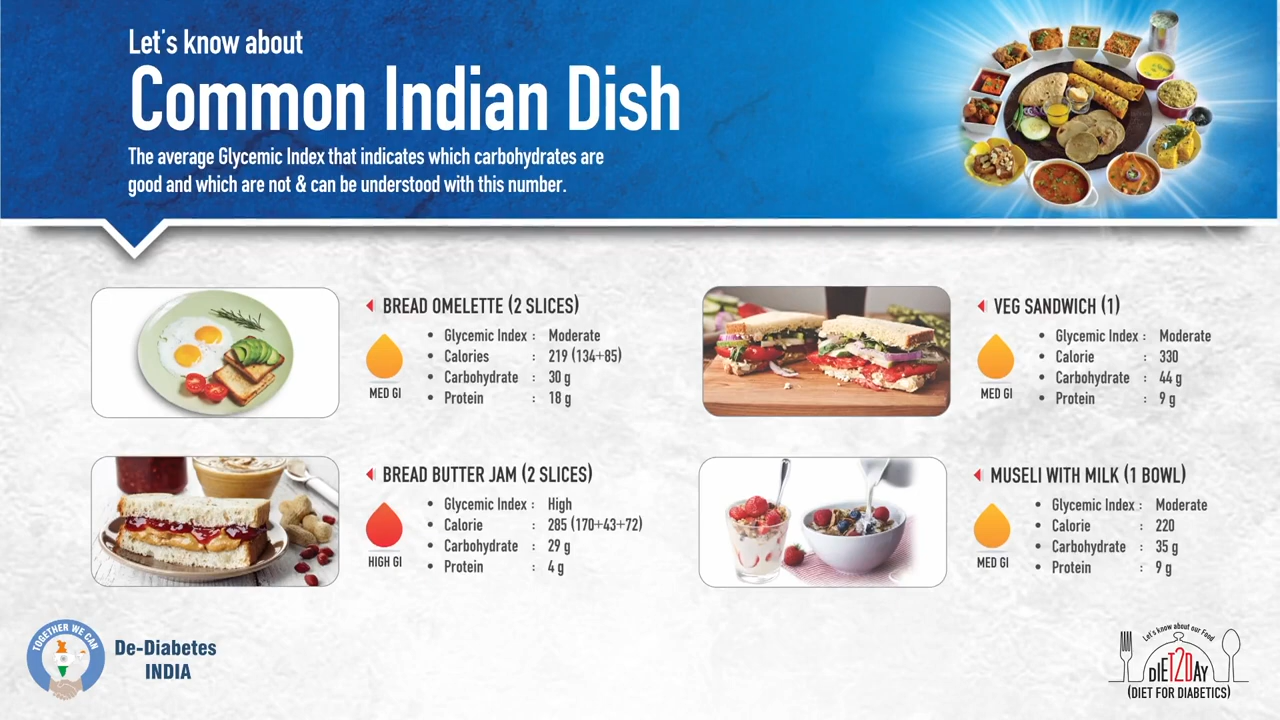 Let's know about
Common Indian Dish
The average Glycemic Index that indicates which carbohydrates are
good and which are not & can be understood with this number.
BREAD OMELETTE (2 SLICES)
• Glycemic Index : Moderate
• Calories : 219 (134+85)
• Carbohydrate : 30 g
• Protein : 18 g
MED GI
VEG SANDWICH (1)
• Glycemic Index : Moderate
• Calorie : 330
• Carbohydrate : 44 g
• Protein : 9 g
MED GI
BREAD BUTTER JAM (2 SLICES)
• Glycemic Index : High
• Calorie : 285 (170+43+72)
• Carbohydrate : 29 g
• Protein : 4 g
HIGH GI
MUSELI WITH MILK (1 BOWL)
• Glycemic Index : Moderate
• Calorie : 220
• Carbohydrate : 35 g
• Protein : 9 g
MED GI
TOGETHER WE CAN
De-Diabetes
INDIA
Let's know about our Food
DIET2DAY
(DIET FOR DIABETICS)